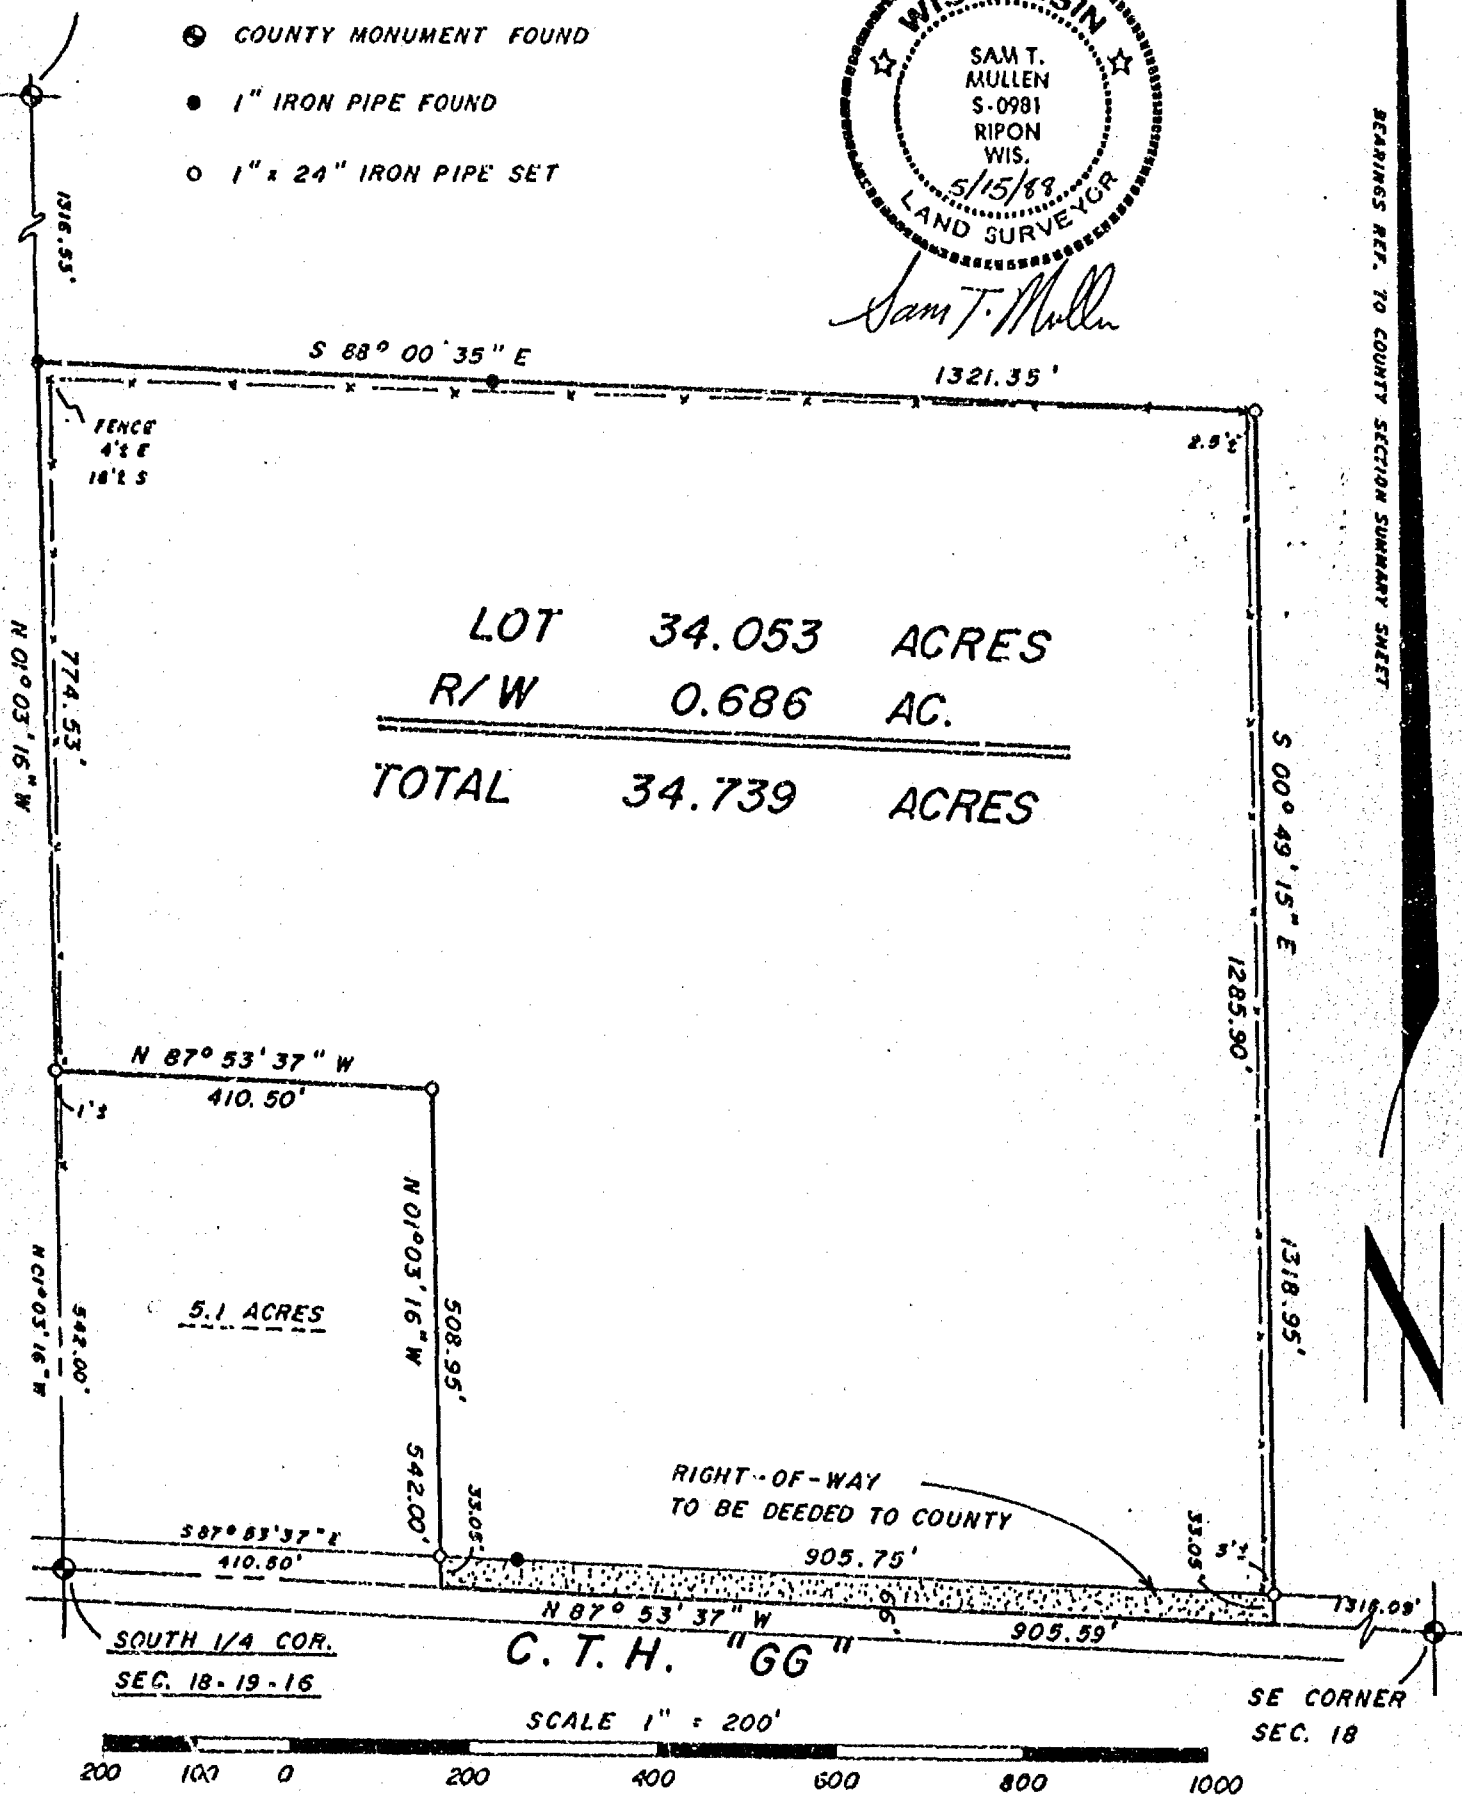 COUNTY MONUMENT FOUND
1" IRON PIPE FOUND
1" x 24" IRON PIPE SET
SAM T.
MULLEN
S-0981
RIPON
WIS.
5/15/89
LAND SURVEYOR
Sam T. Mullen
BEARINGS REF. TO COUNTY SECTION SUMMARY SHEET
1316.53'
S 88° 00' 35" E
1321.35'
FENCE
4'± E
18'± S
2.5'±
LOT 34.053 ACRES
R/W 0.686 AC.
TOTAL 34.739 ACRES
N 01° 03' 16" W
774.53'
S 00° 49' 15" E
1285.90'
1318.95'
N 87° 53' 37" W
410.50'
1'±
N 01° 03' 16" W
508.95'
542.00'
5.1 ACRES
N 01° 03' 16" W
542.00'
33.05'
RIGHT-OF-WAY
TO BE DEEDED TO COUNTY
905.75'
33.05'
3'±
S 87° 53' 37" E
410.50'
N 87° 53' 37" W
66'
905.59'
C. T. H. "GG"
SOUTH 1/4 COR.
SEC. 18-19-16
SE CORNER
SEC. 18
N
SCALE 1" = 200'
200 100 0 200 400 600 800 1000